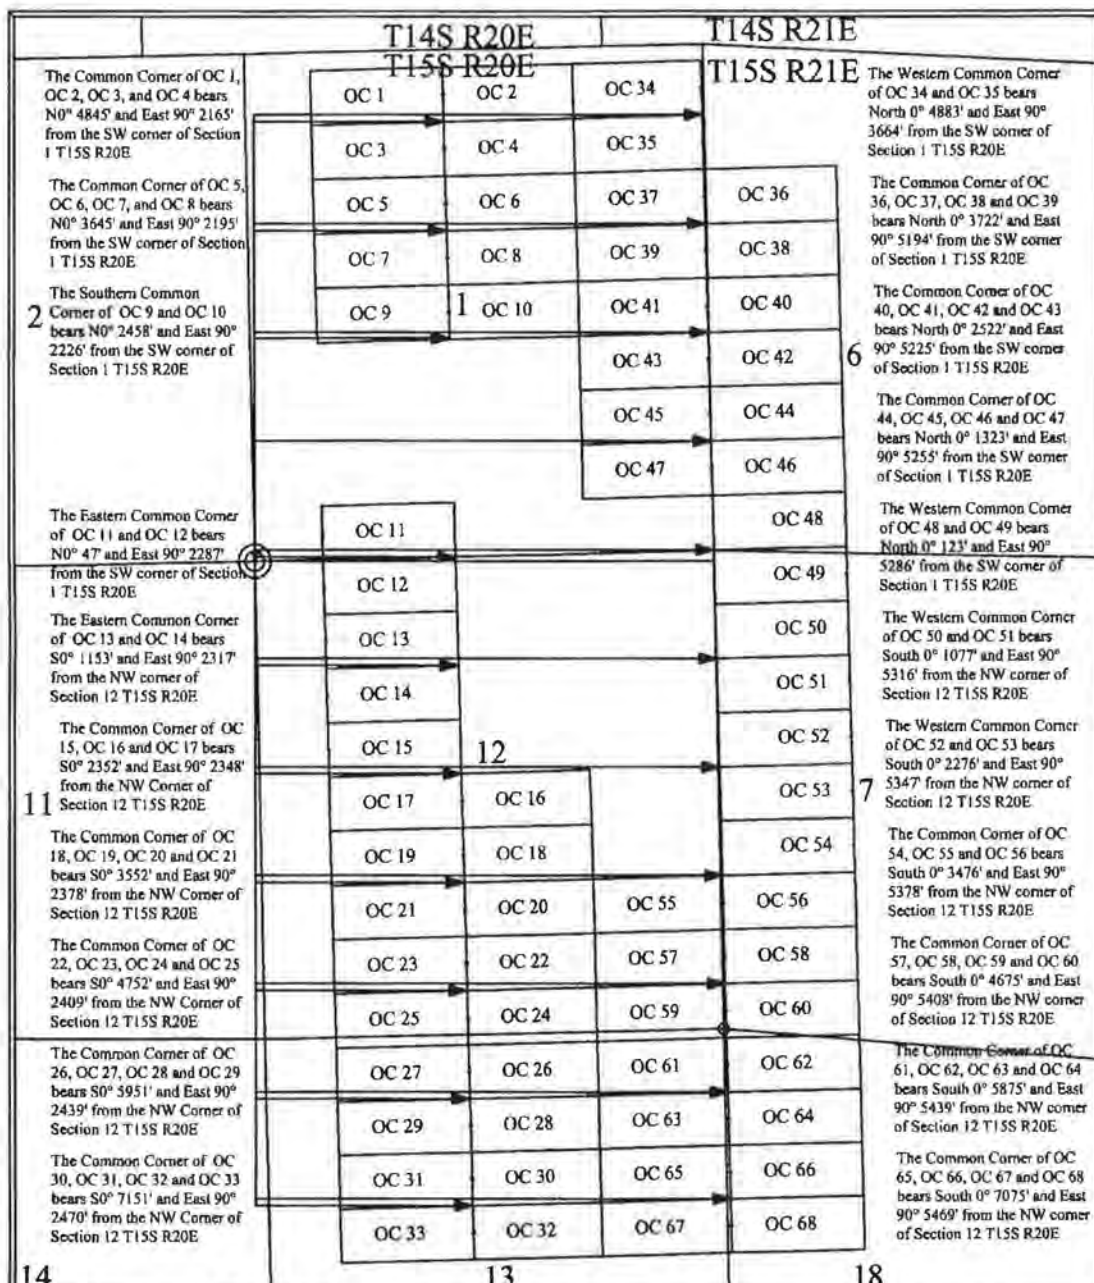 T14S R20E
T14S R21E
T15S R20E
T15S R21E
The Common Corner of OC 1,
OC 2, OC 3, and OC 4 bears
N0° 4845' and East 90° 2165'
from the SW corner of Section
1 T15S R20E
The Common Corner of OC 5,
OC 6, OC 7, and OC 8 bears
N0° 3645' and East 90° 2195'
from the SW corner of Section
1 T15S R20E
The Southern Common
Corner of OC 9 and OC 10
bears N0° 2458' and East 90°
2226' from the SW corner of
Section 1 T15S R20E
2
The Eastern Common Corner
of OC 11 and OC 12 bears
N0° 47' and East 90° 2287'
from the SW corner of Section
1 T15S R20E
The Eastern Common Corner
of OC 13 and OC 14 bears
S0° 1153' and East 90° 2317'
from the NW corner of
Section 12 T15S R20E
The Common Corner of OC
15, OC 16 and OC 17 bears
S0° 2352' and East 90° 2348'
from the NW Corner of
Section 12 T15S R20E
11
The Common Corner of OC
18, OC 19, OC 20 and OC 21
bears S0° 3552' and East 90°
2378' from the NW Corner of
Section 12 T15S R20E
The Common Corner of OC
22, OC 23, OC 24 and OC 25
bears S0° 4752' and East 90°
2409' from the NW Corner of
Section 12 T15S R20E
The Common Corner of OC
26, OC 27, OC 28 and OC 29
bears S0° 5951' and East 90°
2439' from the NW Corner of
Section 12 T15S R20E
The Common Corner of OC
30, OC 31, OC 32 and OC 33
bears S0° 7151' and East 90°
2470' from the NW Corner of
Section 12 T15S R20E
14
OC 1
OC 2
OC 34
OC 3
OC 4
OC 35
OC 5
OC 6
OC 37
OC 36
OC 7
OC 8
OC 39
OC 38
OC 9
1
OC 10
OC 41
OC 40
OC 43
OC 42
6
OC 45
OC 44
OC 47
OC 46
OC 11
OC 48
OC 12
OC 49
OC 13
OC 50
OC 14
OC 51
OC 15
12
OC 52
OC 17
OC 16
OC 53
7
OC 19
OC 18
OC 54
OC 21
OC 20
OC 55
OC 56
OC 23
OC 22
OC 57
OC 58
OC 25
OC 24
OC 59
OC 60
OC 27
OC 26
OC 61
OC 62
OC 29
OC 28
OC 63
OC 64
OC 31
OC 30
OC 65
OC 66
OC 33
OC 32
OC 67
OC 68
13
18
The Western Common Corner
of OC 34 and OC 35 bears
North 0° 4883' and East 90°
3664' from the SW corner of
Section 1 T15S R20E
The Common Corner of OC
36, OC 37, OC 38 and OC 39
bears North 0° 3722' and East
90° 5194' from the SW corner
of Section 1 T15S R20E
The Common Corner of OC
40, OC 41, OC 42 and OC 43
bears North 0° 2522' and East
90° 5225' from the SW corner
of Section 1 T15S R20E
The Common Corner of OC
44, OC 45, OC 46 and OC 47
bears North 0° 1323' and East
90° 5255' from the SW corner
of Section 1 T15S R20E
The Western Common Corner
of OC 48 and OC 49 bears
North 0° 123' and East 90°
5286' from the SW corner of
Section 1 T15S R20E
The Western Common Corner
of OC 50 and OC 51 bears
South 0° 1077' and East 90°
5316' from the NW corner of
Section 12 T15S R20E
The Western Common Corner
of OC 52 and OC 53 bears
South 0° 2276' and East 90°
5347' from the NW corner of
Section 12 T15S R20E
The Common Corner of OC
54, OC 55 and OC 56 bears
South 0° 3476' and East 90°
5378' from the NW corner of
Section 12 T15S R20E
The Common Corner of OC
57, OC 58, OC 59 and OC 60
bears South 0° 4675' and East
90° 5408' from the NW corner
of Section 12 T15S R20E
The Common Corner of OC
61, OC 62, OC 63 and OC 64
bears South 0° 5875' and East
90° 5439' from the NW corner
of Section 12 T15S R20E
The Common Corner of OC
65, OC 66, OC 67 and OC 68
bears South 0° 7075' and East
90° 5469' from the NW corner
of Section 12 T15S R20E